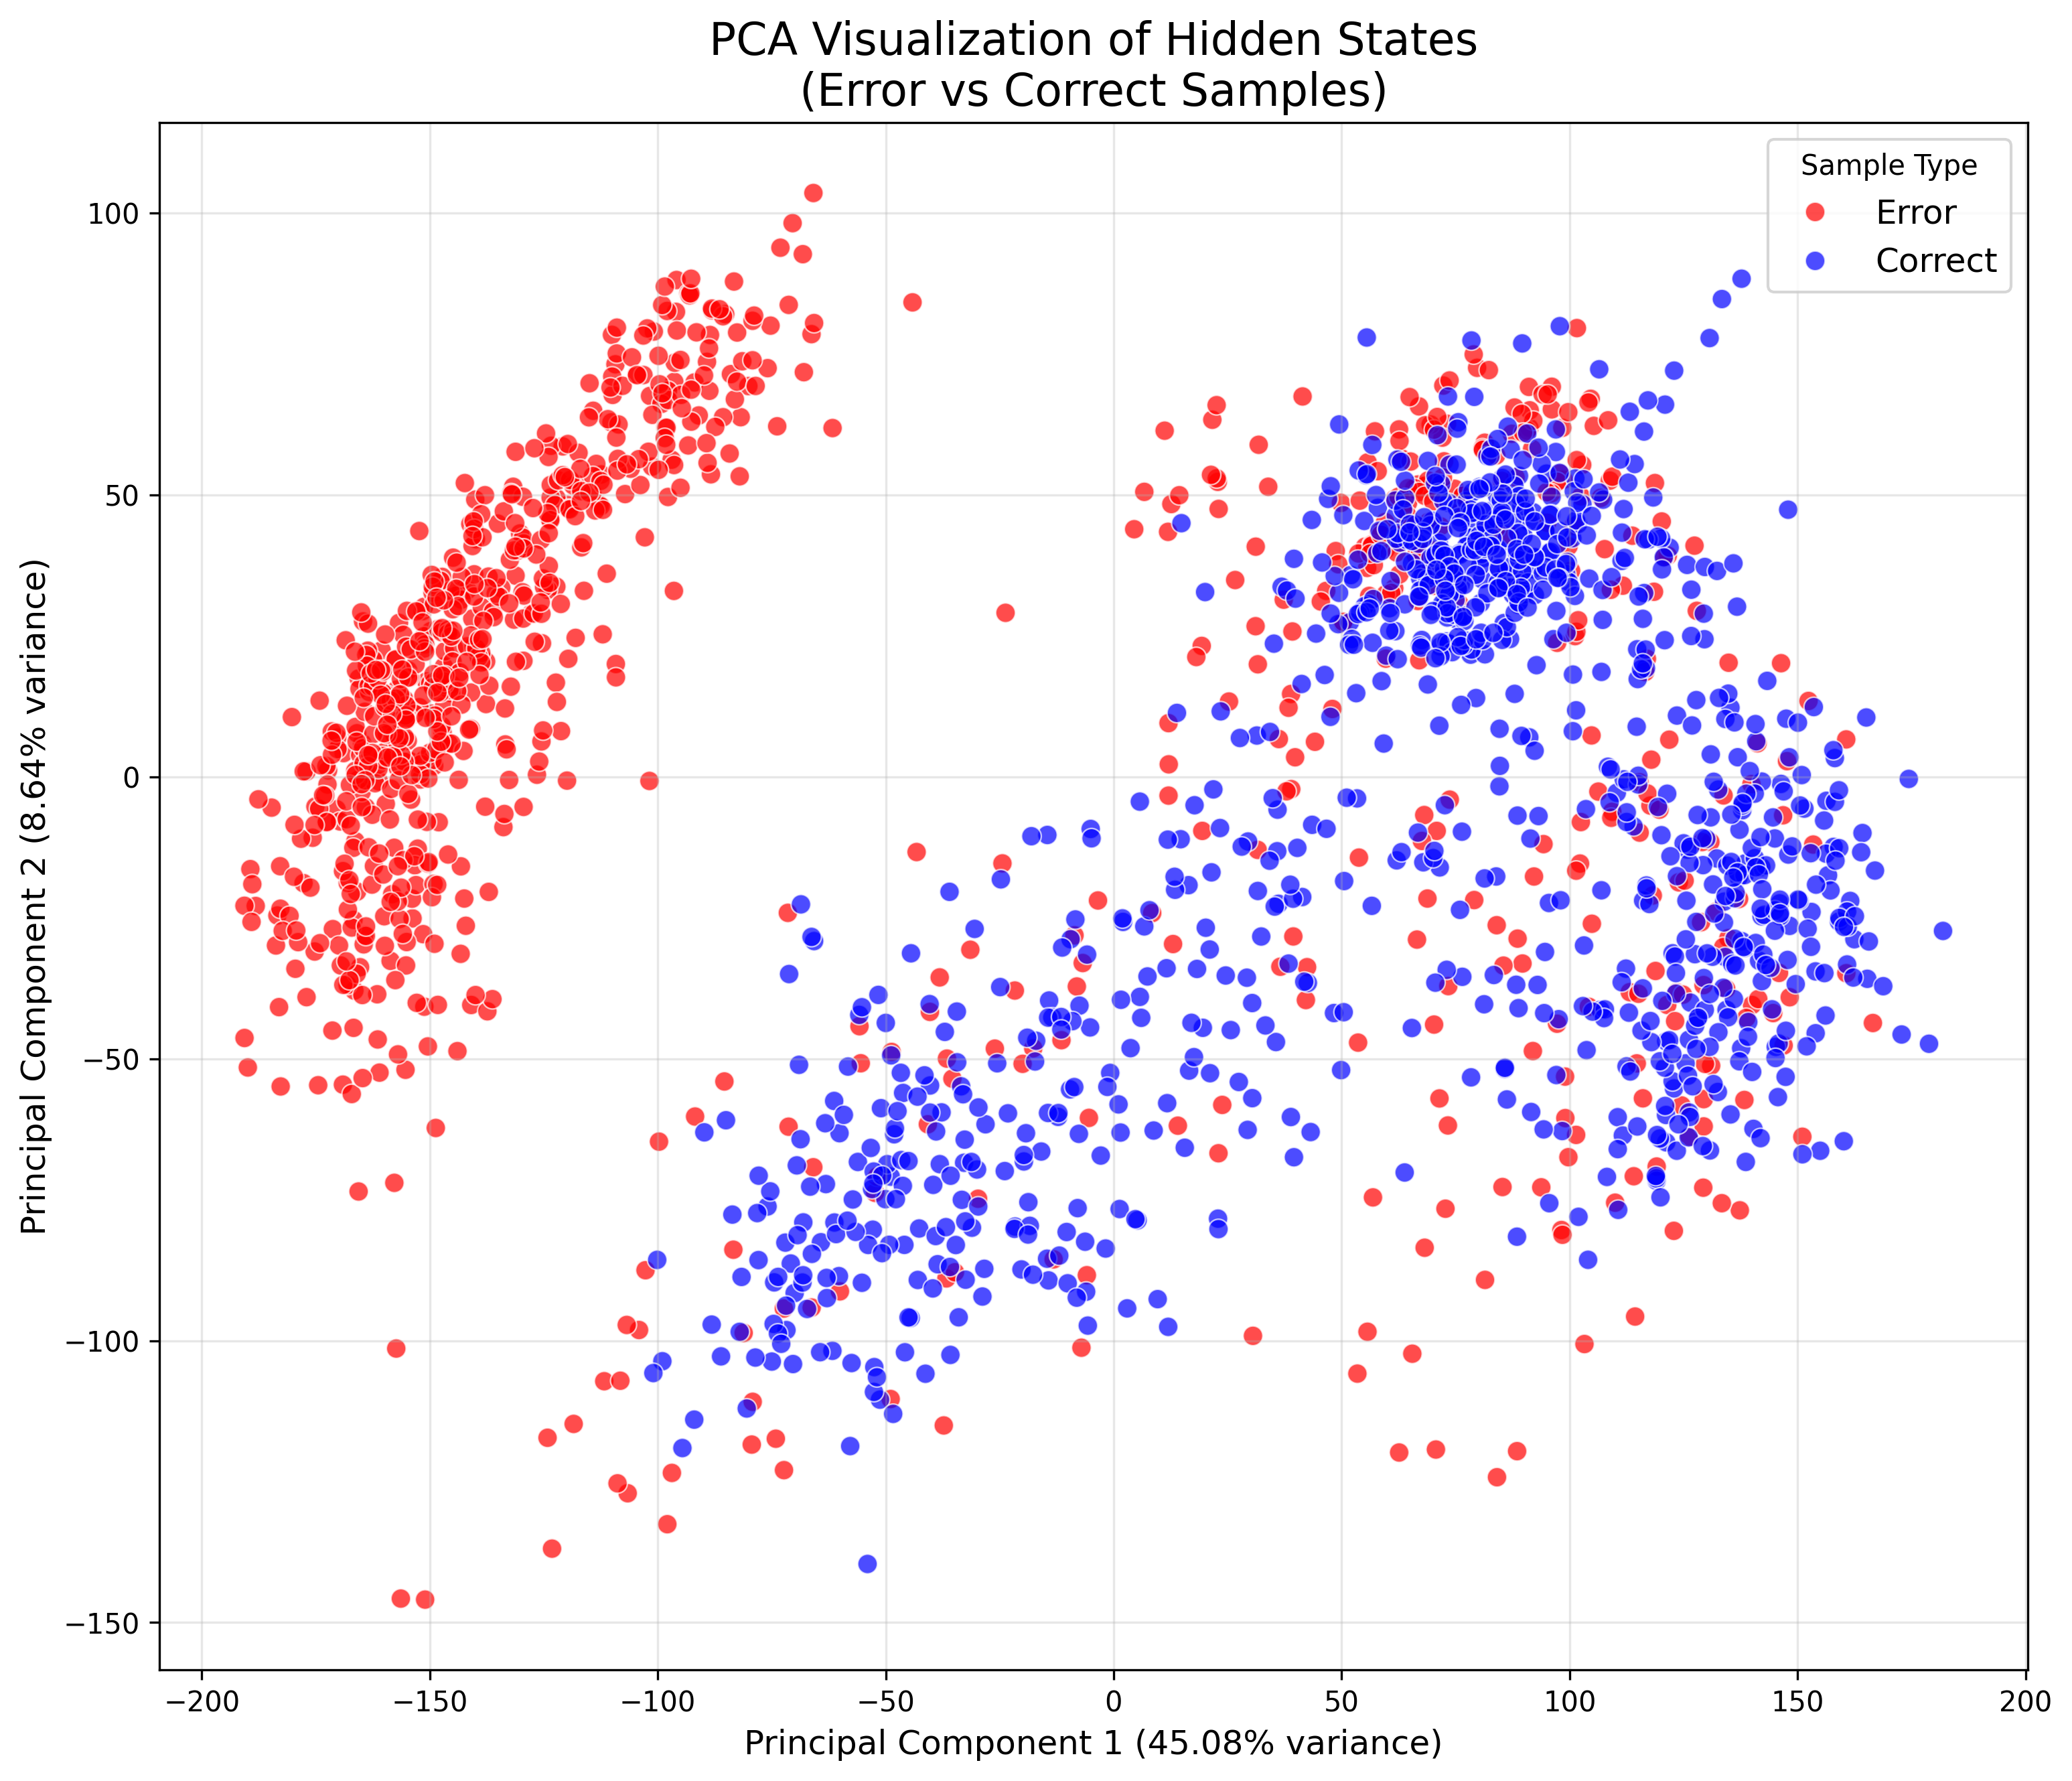 PCA Visualization of Hidden States
(Error vs Correct Samples)
Sample Type
Error
Correct
Principal Component 2 (8.64% variance)
100
50
0
−50
−100
−150
−200
−150
−100
−50
0
50
100
150
200
Principal Component 1 (45.08% variance)